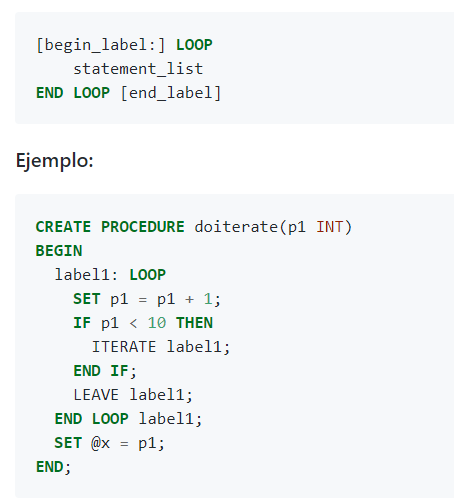 [begin_label:] LOOP
    statement_list
END LOOP [end_label]
Ejemplo:
CREATE PROCEDURE doiterate(p1 INT)
BEGIN
  label1: LOOP
    SET p1 = p1 + 1;
    IF p1 < 10 THEN
      ITERATE label1;
    END IF;
    LEAVE label1;
  END LOOP label1;
  SET @x = p1;
END;